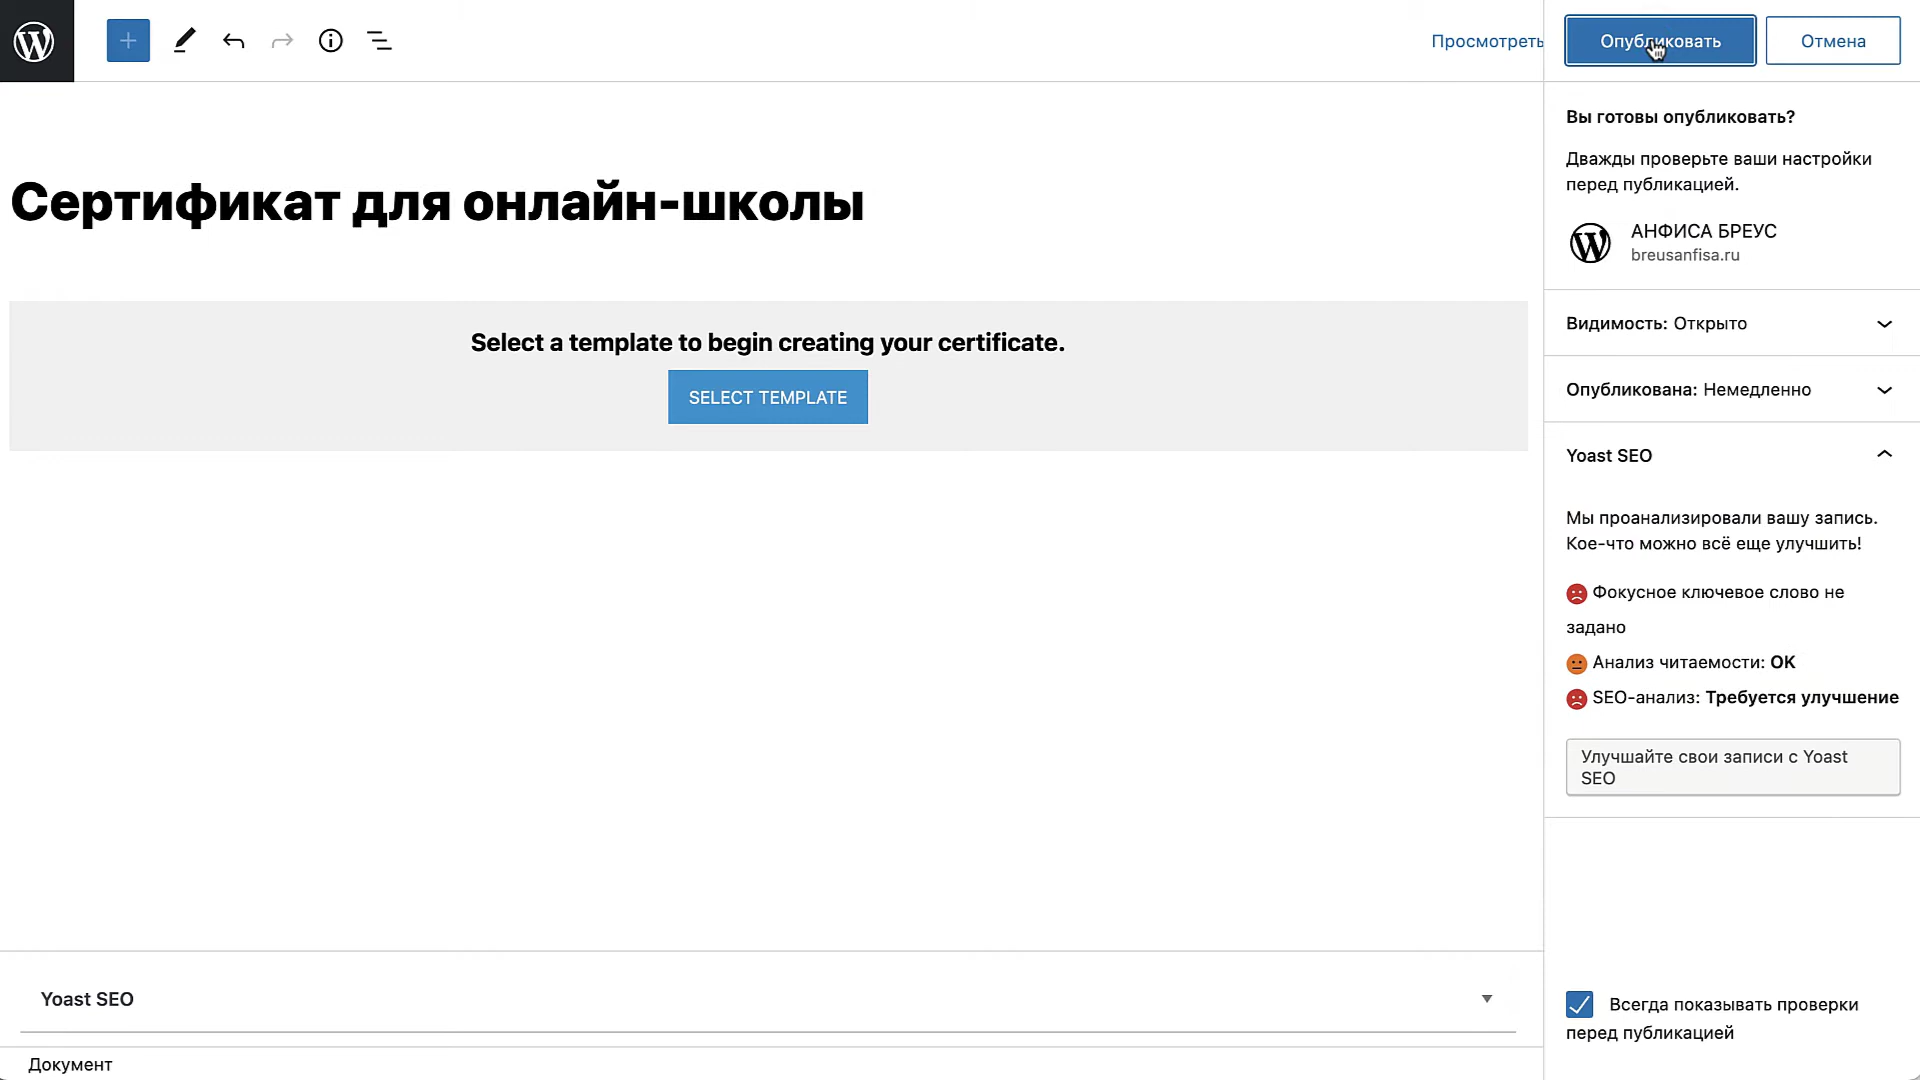 Просмотреть
Опубликовать
Отмена
Сертификат для онлайн-школы
Select a template to begin creating your certificate.
SELECT TEMPLATE
Yoast SEO
Документ
Вы готовы опубликовать?
Дважды проверьте ваши настройки
перед публикацией.
АНФИСА БРЕУС
breusanfisa.ru
Видимость: Открыто
Опубликована: Немедленно
Yoast SEO
Мы проанализировали вашу запись.
Кое-что можно всё еще улучшить!
Фокусное ключевое слово не
задано
Анализ читаемости: OK
SEO-анализ: Требуется улучшение
Улучшайте свои записи с Yoast
SEO
Всегда показывать проверки
перед публикацией